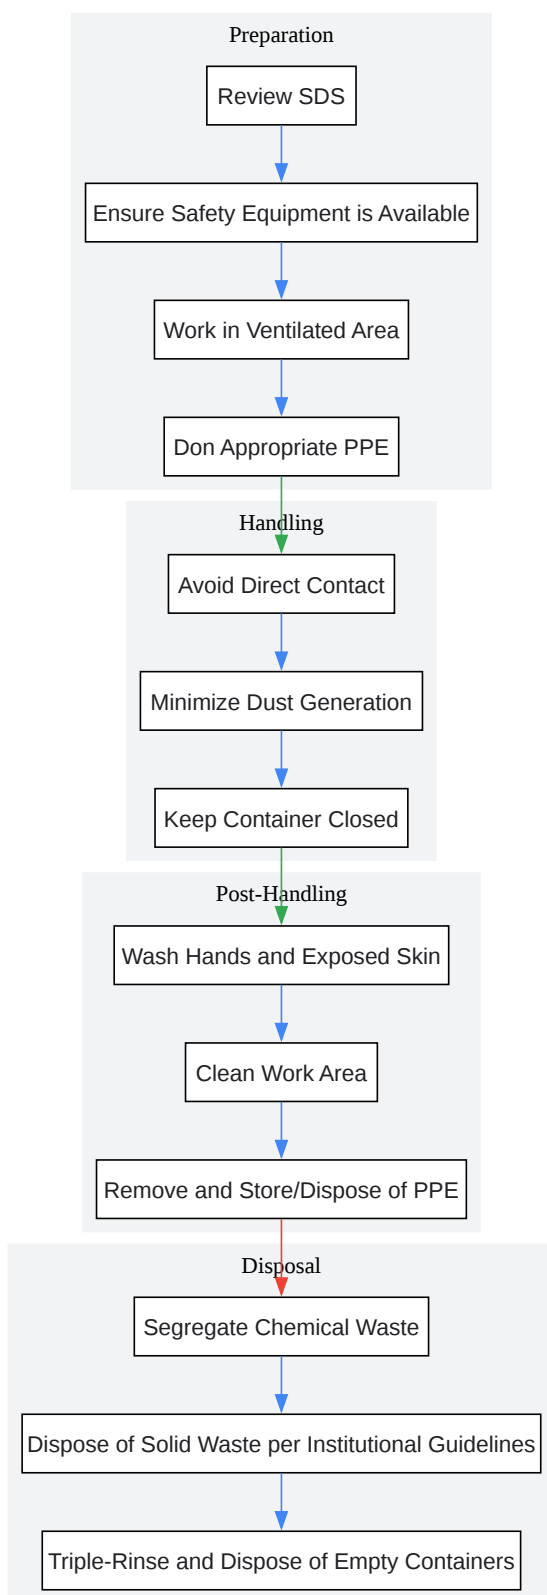 Preparation
Review SDS
Ensure Safety Equipment is Available
Work in Ventilated Area
Don Appropriate PPE
Handling
Avoid Direct Contact
Minimize Dust Generation
Keep Container Closed
Post-Handling
Wash Hands and Exposed Skin
Clean Work Area
Remove and Store/Dispose of PPE
Disposal
Segregate Chemical Waste
Dispose of Solid Waste per Institutional Guidelines
Triple-Rinse and Dispose of Empty Containers